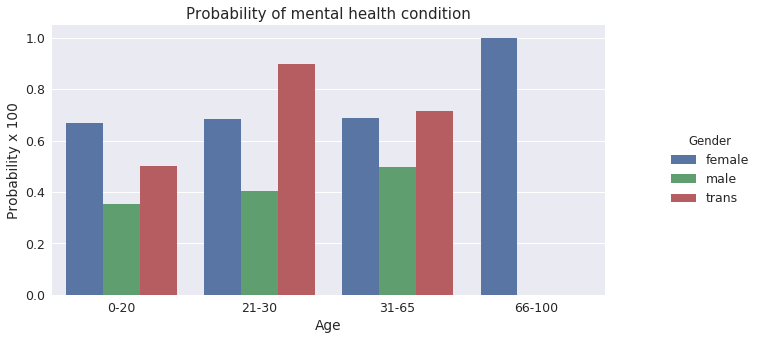 Probability of mental health condition
1.0
0.8
0.6
0.4
0.2
0.0
Probability x 100
0-20 21-30 31-65 66-100
Age
Gender
female
male
trans